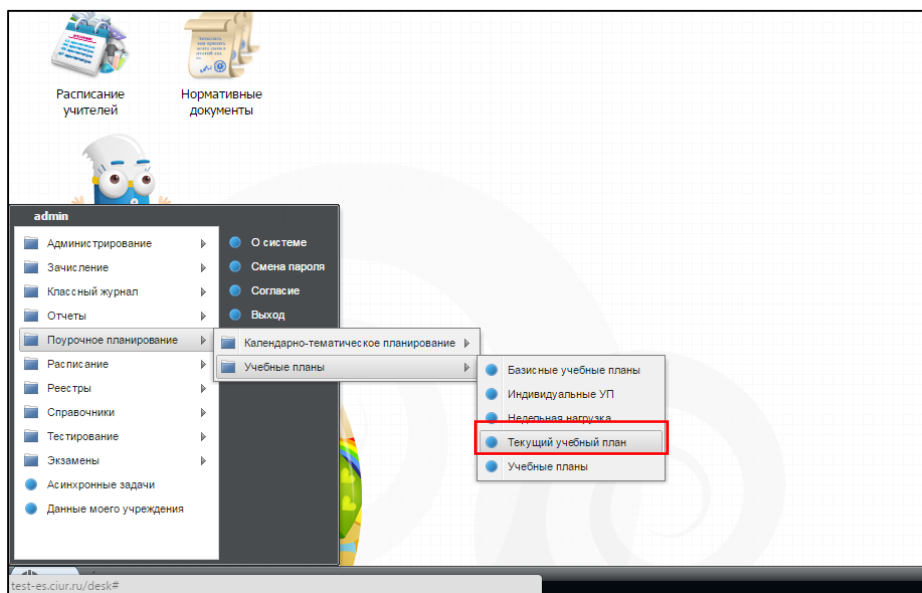 Расписание
учителей
Нормативные
документы
admin
Администрирование
Зачисление
Классный журнал
Отчеты
Поурочное планирование
Расписание
Реестры
Справочники
Тестирование
Экзамены
Асинхронные задачи
Данные моего учреждения
О системе
Смена пароля
Согласие
Выход
Календарно-тематическое планирование
Учебные планы
Базисные учебные планы
Индивидуальные УП
Недельная нагрузка
Текущий учебный план
Учебные планы
test-es.ciur.ru/desk#